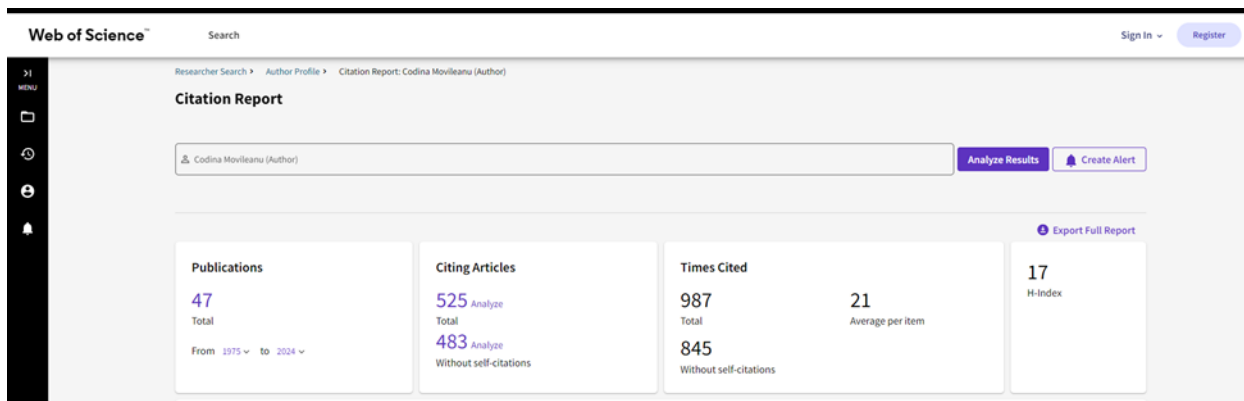 Web of Science™ Search Sign In Register
MENU
Researcher Search > Author Profile > Citation Report: Codina Movileanu (Author)
Citation Report
Codina Movileanu (Author) Analyze Results Create Alert
Export Full Report
Publications
47
Total
From 1975 to 2024
Citing Articles
525 Analyze
Total
483 Analyze
Without self-citations
Times Cited
987
Total
845
Without self-citations
21
Average per item
17
H-Index